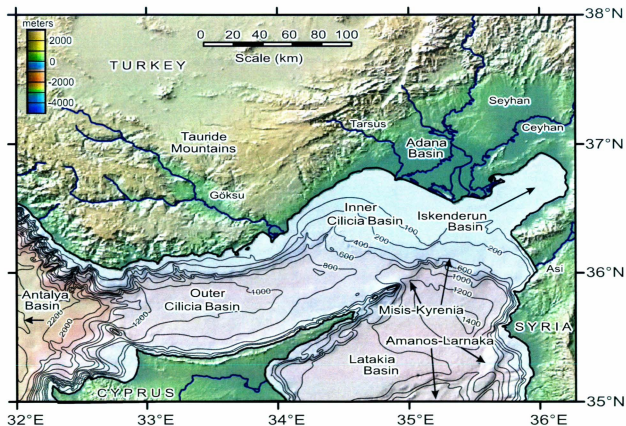 38°N
meters
2000
0
-2000
-4000
0 20 40 60 80 100
Scale (km)
TURKEY
Seyhan
Tarsus
Ceyhan
Adana
Basin
37°N
Tauride
Mountains
Göksu
Inner
Cilicia Basin
Iskenderun
Basin
100
200
200
400
600
800
600
1000
1200
1400
36°N
Asi
Antalya
Basin
2200
2000
Outer
Cilicia Basin
1000
1200
Misis-Kyrenia
SYRIA
Amanos-Larnaka
Latakia
Basin
CYPRUS
35°N
32°E 33°E 34°E 35°E 36°E